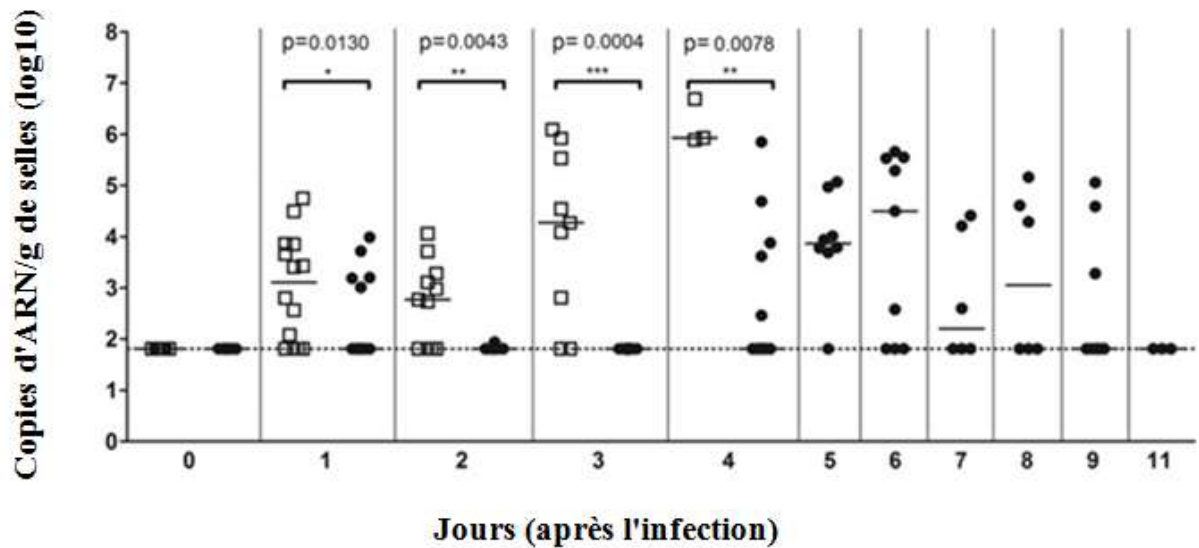 Copies d'ARN/g de selles (log10)
8
7
6
5
4
3
2
1
0
p=0.0130
*
p=0.0043
**
p= 0.0004
***
p= 0.0078
**
0 1 2 3 4 5 6 7 8 9 11
Jours (après l'infection)